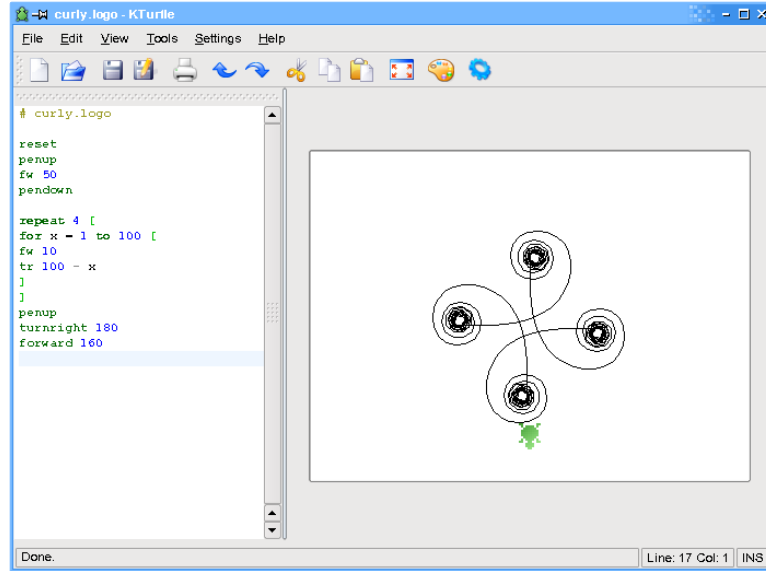 curly.logo - KTurtle
File Edit View Tools Settings Help
# curly.logo
reset
penup
fw 50
pendown
repeat 4 [
for x = 1 to 100 [
fw 10
tr 100 - x
]
]
penup
turnright 180
forward 160
Done.
Line: 17 Col: 1 INS